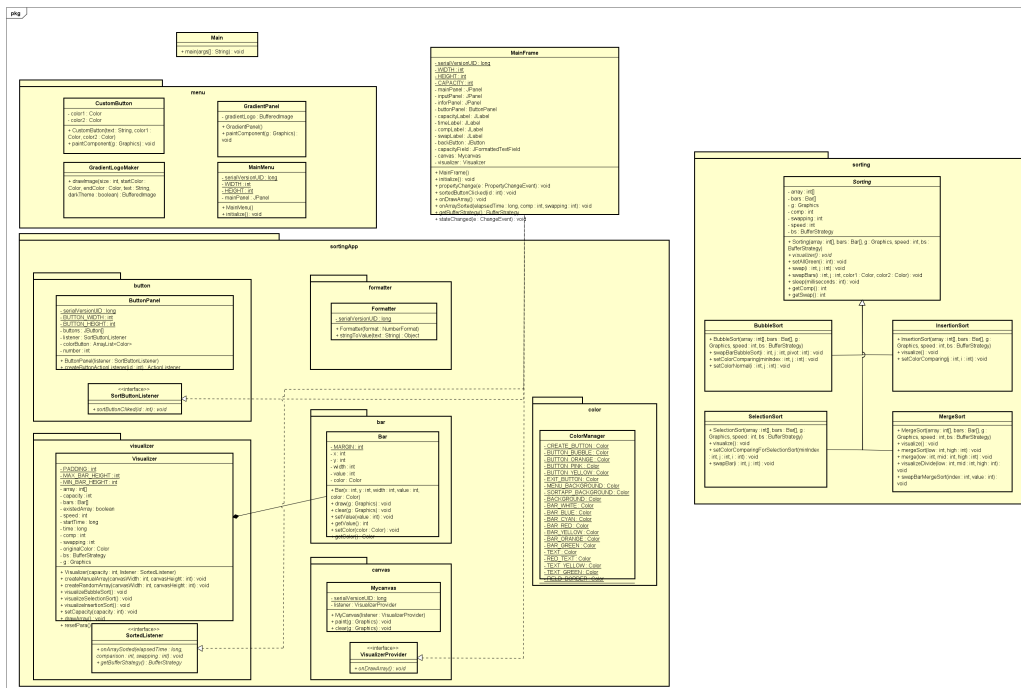 pkg
Main
+ main(args[] : String) : void
menu
CustomButton
- color1 : Color
- color2 : Color
+ CustomButton(text : String, color1 :
Color, color2 : Color)
+ paintComponent(g : Graphics) : void
GradientPanel
- gradientLogo : BufferedImage
+ GradientPanel()
+ paintComponent(g : Graphics) :
void
GradientLogoMaker
+ drawImage(size : int, startColor :
Color, endColor : Color, text : String,
darkTheme : boolean) : BufferedImage
MainMenu
- serialVersionUID : long
- WIDTH : int
- HEIGHT : int
- mainPanel : JPanel
+ MainMenu()
+ initialize() : void
MainFrame
- serialVersionUID : long
- WIDTH : int
- HEIGHT : int
- CAPACITY : int
- mainPanel : JPanel
- inputPanel : JPanel
- inforPanel : JPanel
- buttonPanel : ButtonPanel
- capacityLabel : JLabel
- timeLabel : JLabel
- compLabel : JLabel
- swapLabel : JLabel
- backButton : JButton
- capacityField : JFormattedTextField
- canvas : Mycanvas
- visualizer : Visualizer
+ MainFrame()
+ initialize() : void
+ propertyChange(e : PropertyChangeEvent) : void
+ sortedButtonClicked(id : int) : void
+ onDrawArray() : void
+ onArraySorted(elapsedTime : long, comp : int, swapping : int) : void
+ getBufferStrategy() : BufferStrategy
+ stateChanged(e : ChangeEvent) : void
sorting
Sorting
- array : int[]
- bars : Bar[]
- g : Graphics
- comp : int
- swapping : int
- speed : int
- bs : BufferStrategy
+ Sorting(array : int[], bars : Bar[], g : Graphics, speed : int, bs :
BufferStrategy)
+ visualize() : void
+ setAllGreen() : void
+ swap(i : int, j : int) : void
+ swapBars(i : int, j : int, color1 : Color, color2 : Color) : void
+ sleep(milliseconds : int) : void
+ getComp() : int
+ getSwap() : int
BubbleSort
+ BubbleSort(array : int[], bars : Bar[], g :
Graphics, speed : int, bs : BufferStrategy)
+ swapBarBubbleSort(i : int, j : int, pivot : int) : void
+ setColorComparing(minIndex : int, j : int) : void
+ setColorNormal(i : int, j : int) : void
InsertionSort
+ InsertionSort(array : int[], bars : Bar[], g :
Graphics, speed : int, bs : BufferStrategy)
+ visualize() : void
+ setColorComparing(j : int, i : int) : void
SelectionSort
+ SelectionSort(array : int[], bars : Bar[], g :
Graphics, speed : int, bs : BufferStrategy)
+ visualize() : void
+ setColorComparingForSelectionSort(minIndex
: int, j : int, i : int) : void
+ swapBar(i : int, j : int) : void
MergeSort
+ MergeSort(array : int[], bars : Bar[], g :
Graphics, speed : int, bs : BufferStrategy)
+ visualize() : void
+ mergeSort(low : int, high : int) : void
+ merge(low : int, mid : int, high : int) : void
+ visualizeDivide(low : int, mid : int, high : int) :
void
+ swapBarMergeSort(index : int, value : int) :
void
sortingApp
button
ButtonPanel
- serialVersionUID : long
- BUTTON_WIDTH : int
- BUTTON_HEIGHT : int
- buttons : JButton[]
- listener : SortButtonListener
- colorButton : ArrayList<Color>
- number : int
+ ButtonPanel(listener : SortButtonListener)
+ createButtonActionListener(id : int) : ActionListener
<<interface>>
SortButtonListener
+ sortButtonCliked(id : int) : void
formatter
Formatter
- serialVersionUID : long
+ Formatter(format : NumberFormat)
+ stringToValue(text : String) : Object
visualizer
Visualizer
- PADDING : int
- MAX_BAR_HEIGHT : int
- MIN_BAR_HEIGHT : int
- array : int[]
- capacity : int
- bars : Bar[]
- existedArray : boolean
- speed : int
- startTime : long
- time : long
- comp : int
- swapping : int
- originalColor : Color
- bs : BufferStrategy
- g : Graphics
+ Visualizer(capacity : int, listener : SortedListener)
+ createManualArray(canvasWidth : int, canvasHeight : int) : void
+ createRandomArray(canvasWidth : int, canvasHeight : int) : void
+ visualizeBubbleSort() : void
+ visualizeSelectionSort() : void
+ visualizeInsertionSort() : void
+ setCapacity(capacity : int) : void
+ drawArray() : void
+ resetPara()
<<interface>>
SortedListener
+ onArraySorted(elapsedTime : long,
comparison : int, swapping : int) : void
+ getBufferStrategy() : BufferStrategy
bar
Bar
- MARGIN : int
- x : int
- y : int
- width : int
- value : int
- color : Color
+ Bar(x : int, y : int, width : int, value : int,
color : Color)
+ draw(g : Graphics) : void
+ clear(g : Graphics) : void
+ setValue(value : int) : void
+ getValue() : int
+ setColor(color : Color) : void
+ getColor() : Color
canvas
Mycanvas
- serialVersionUID : long
- listener : VisualizerProvider
+ MyCanvas(listener : VisualizerProvider)
+ paint(g : Graphics) : void
+ clear(g : Graphics) : void
<<interface>>
VisualizerProvider
+ onDrawArray() : void
color
ColorManager
- CREATE_BUTTON : Color
- BUTTON_BUBBLE : Color
- BUTTON_ORANGE : Color
- BUTTON_PINK : Color
- BUTTON_YELLOW : Color
- EXIT_BUTTON : Color
- MENU_BACKGROUND : Color
- SORTAPP_BACKGROUND : Color
- BACKGROUND : Color
- BAR_WHITE : Color
- BAR_BLUE : Color
- BAR_CYAN : Color
- BAR_RED : Color
- BAR_YELLOW : Color
- BAR_ORANGE : Color
- BAR_GREEN : Color
- TEXT : Color
- RED_TEXT : Color
- TEXT_YELLOW : Color
- TEXT_GREEN : Color
- FIELD_BORDER : Color